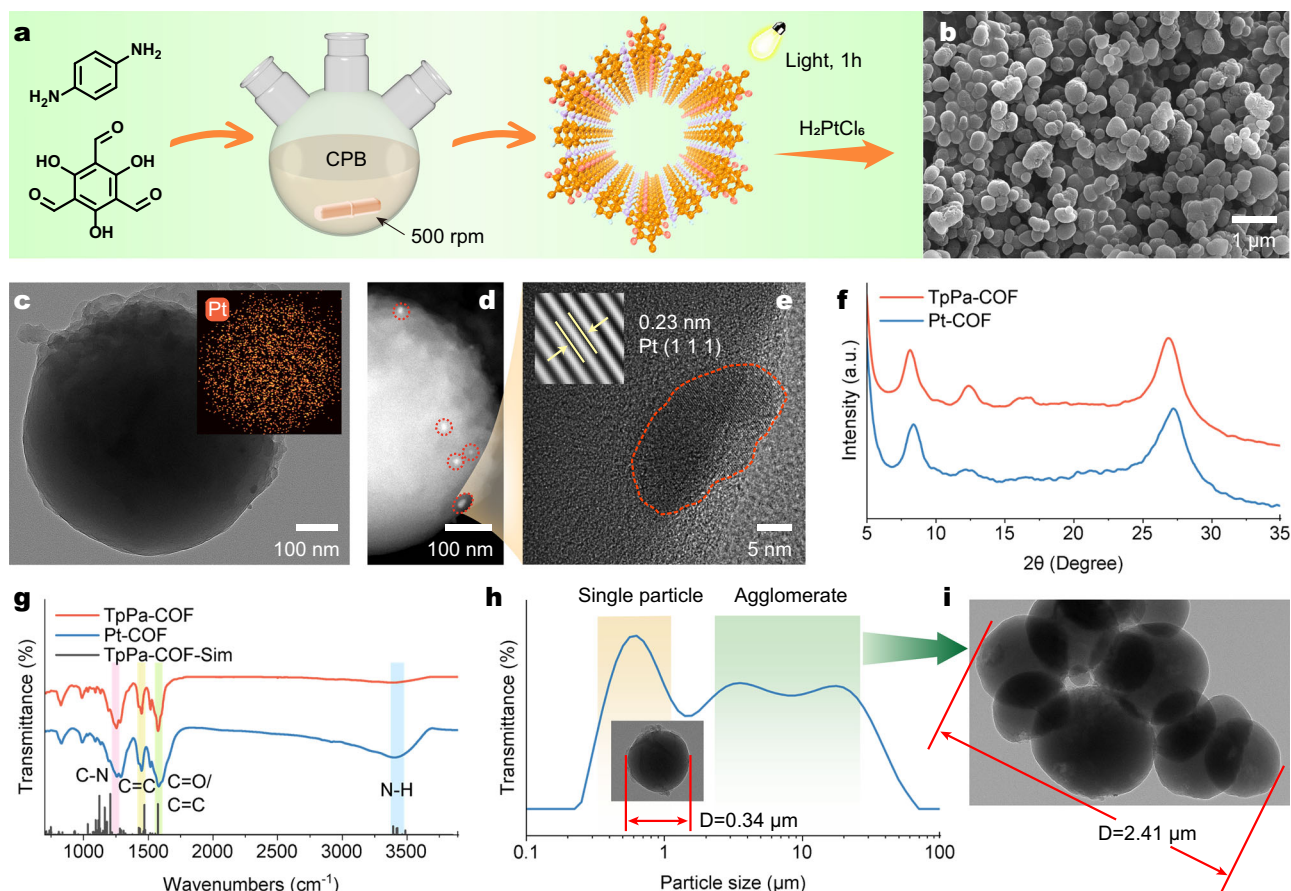 a
NH₂
H₂N
O
OH
HO
O
O
OH
CPB
500 rpm
Light, 1h
H₂PtCl₆
b
1 µm
c
Pt
100 nm
d
100 nm
e
0.23 nm
Pt (1 1 1)
5 nm
f
TpPa-COF
Pt-COF
Intensity (a.u.)
5 10 15 20 25 30 35
2θ (Degree)
g
TpPa-COF
Pt-COF
TpPa-COF-Sim
Transmittance (%)
C-N
C=C
C=O/
C=C
N-H
1000 1500 2000 2500 3000 3500
Wavenumbers (cm⁻¹)
h
Single particle
Agglomerate
Transmittance (%)
D=0.34 µm
0.1 1 10 100
Particle size (µm)
i
D=2.41 µm